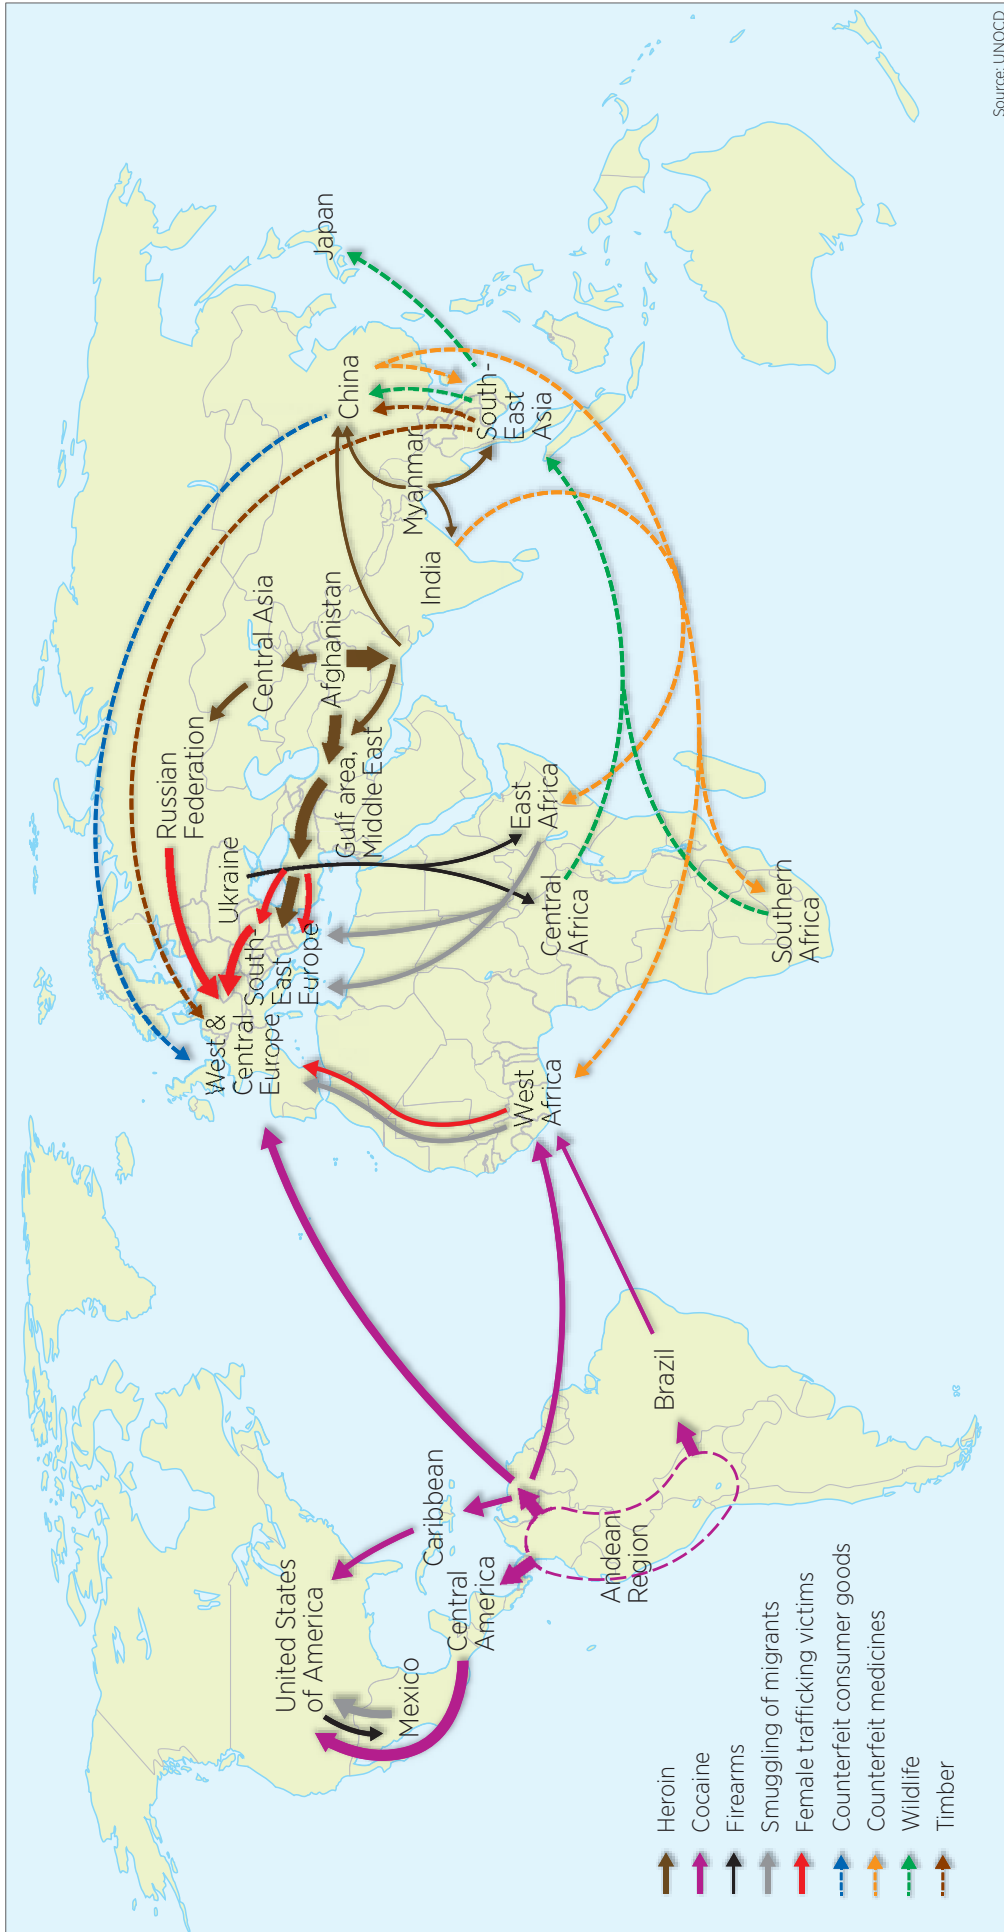 United States
of America
Mexico
Central
America
Caribbean
Andean
Region
Brazil
West &
Central
Europe
South-
East
Europe
Ukraine
Russian
Federation
Central Asia
Afghanistan
Gulf area,
Middle East
West
Africa
Central
Africa
East
Africa
Southern
Africa
India
Myanmar
China
South-
East
Asia
Japan
Heroin
Cocaine
Firearms
Smuggling of migrants
Female trafficking victims
Counterfeit consumer goods
Counterfeit medicines
Wildlife
Timber
Source: UNOCD